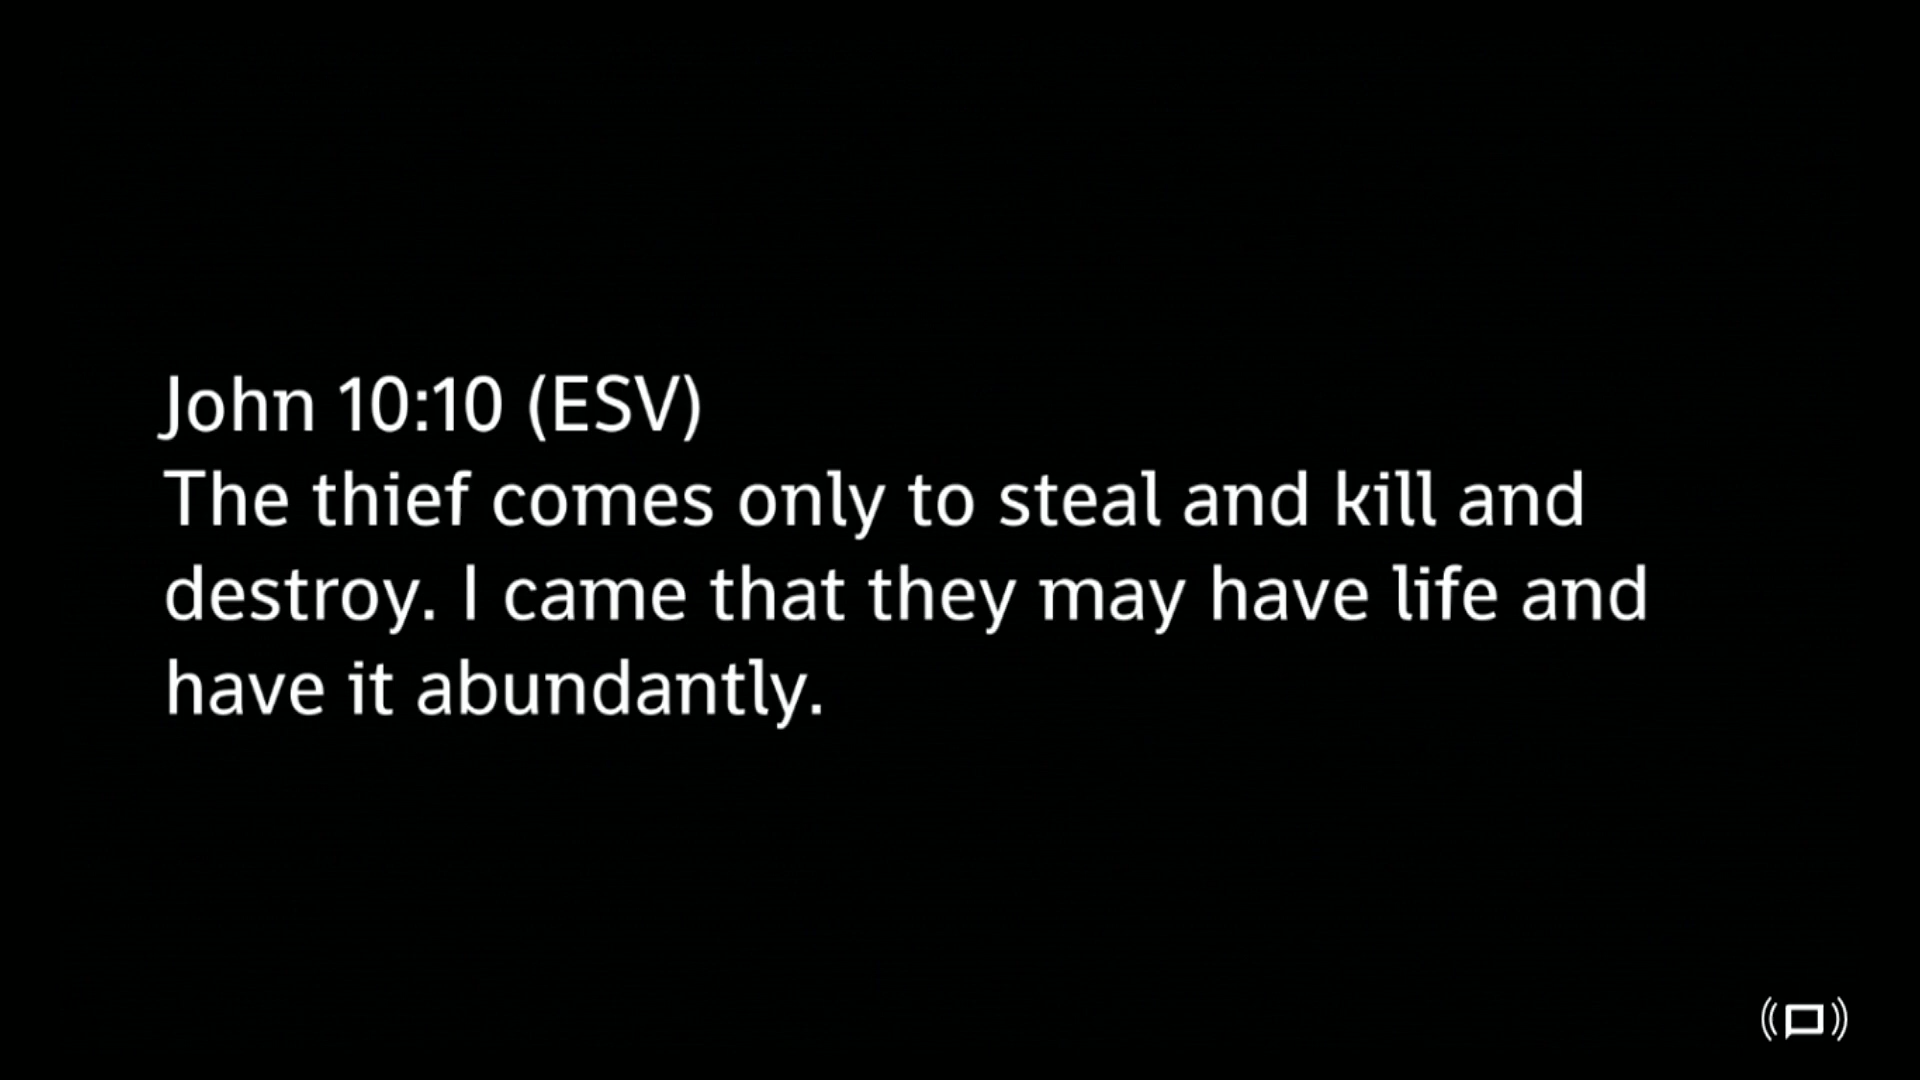 John 10:10 (ESV)
The thief comes only to steal and kill and
destroy. I came that they may have life and
have it abundantly.